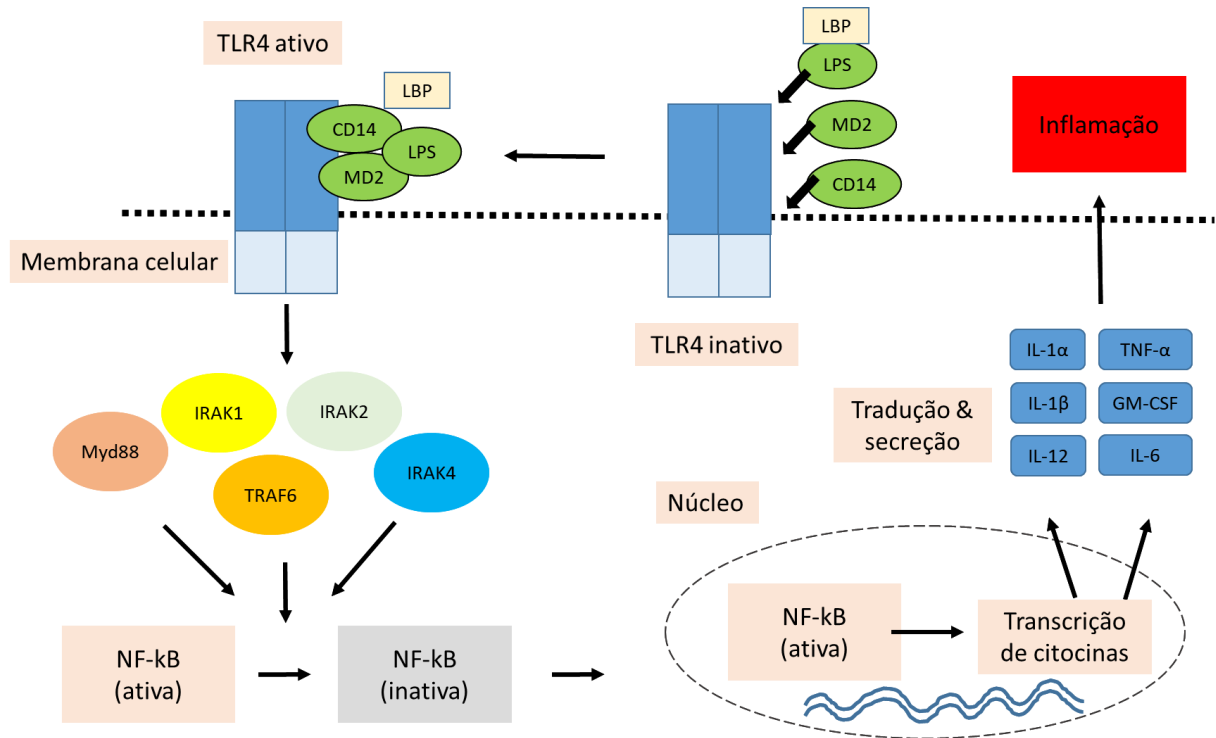 TLR4 ativo
LBP
CD14
LPS
MD2
LBP
LPS
MD2
CD14
Inflamação
Membrana celular
TLR4 inativo
IRAK1
IRAK2
Myd88
IRAK4
TRAF6
IL-1α
TNF-α
Tradução &
secreção
IL-1β
GM-CSF
IL-12
IL-6
Núcleo
NF-kB
(ativa)
NF-kB
(inativa)
NF-kB
(ativa)
Transcrição
de citocinas